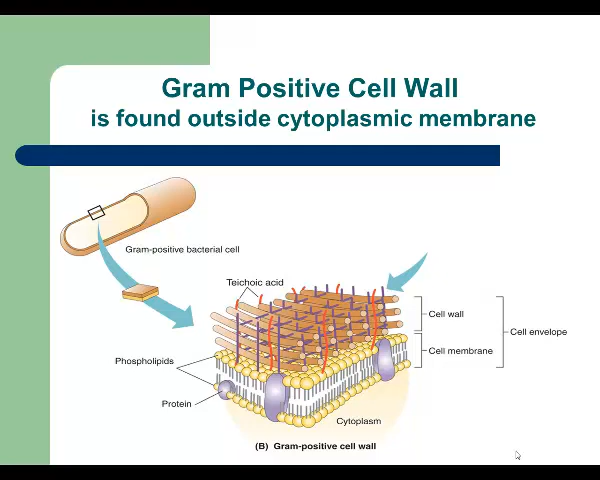 Gram Positive Cell Wall
is found outside cytoplasmic membrane
Gram-positive bacterial cell
Teichoic acid
Cell wall
Cell envelope
Cell membrane
Phospholipids
Protein
Cytoplasm
(B) Gram-positive cell wall